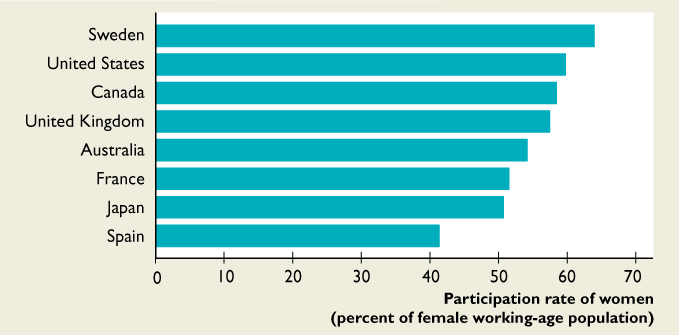 Sweden
United States
Canada
United Kingdom
Australia
France
Japan
Spain
0 10 20 30 40 50 60 70
Participation rate of women
(percent of female working-age population)